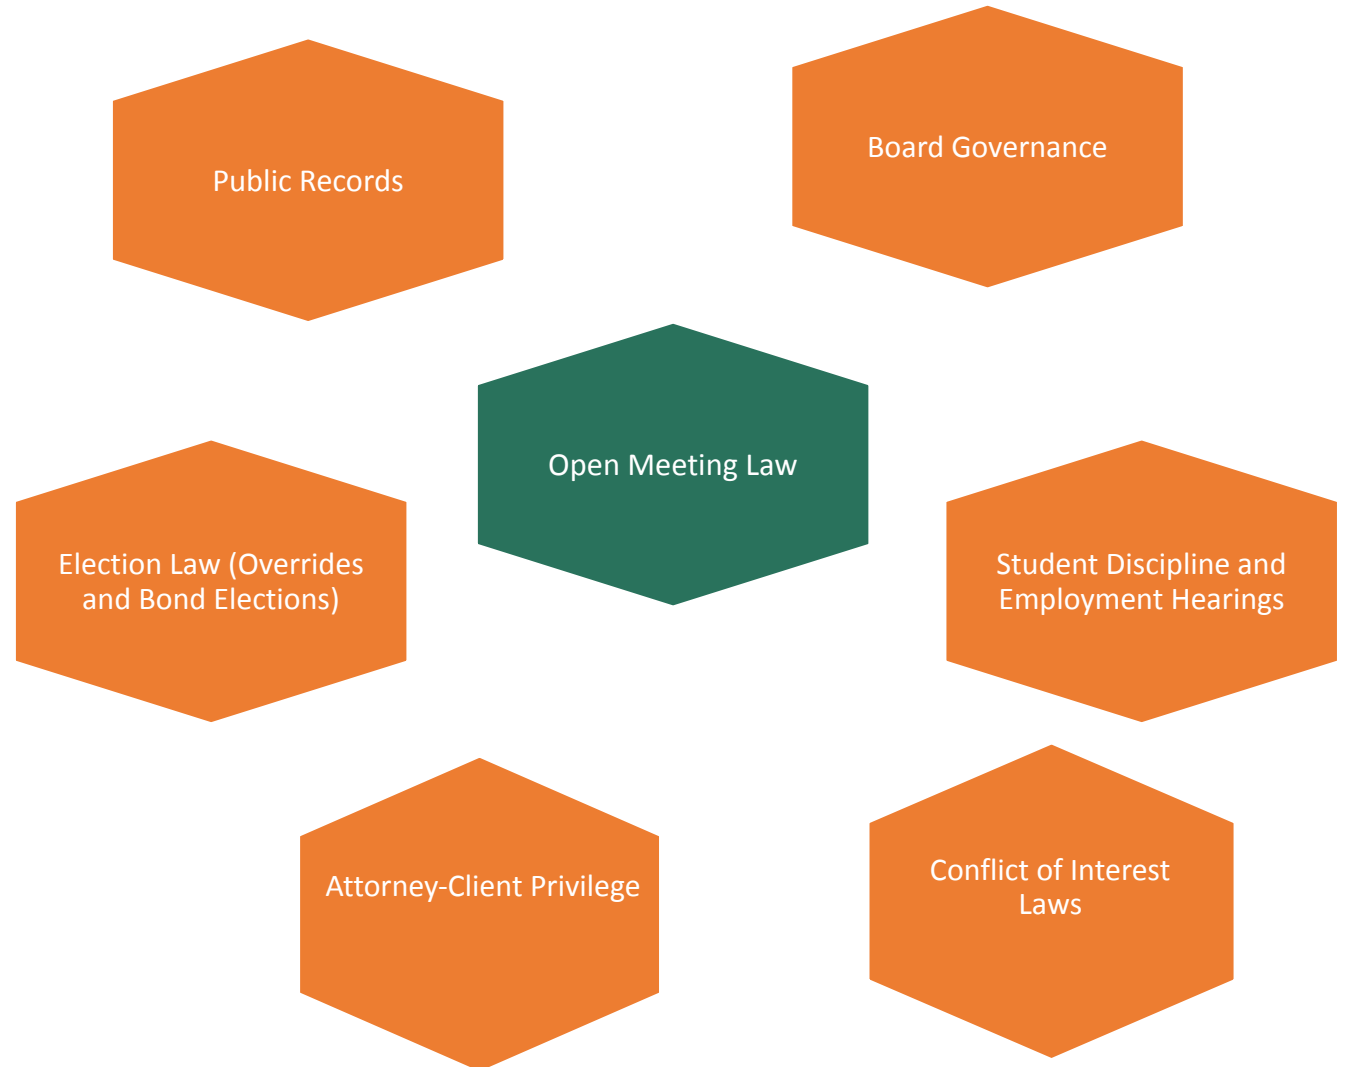 Public Records
Board Governance
Open Meeting Law
Election Law (Overrides
and Bond Elections)
Student Discipline and
Employment Hearings
Attorney-Client Privilege
Conflict of Interest
Laws